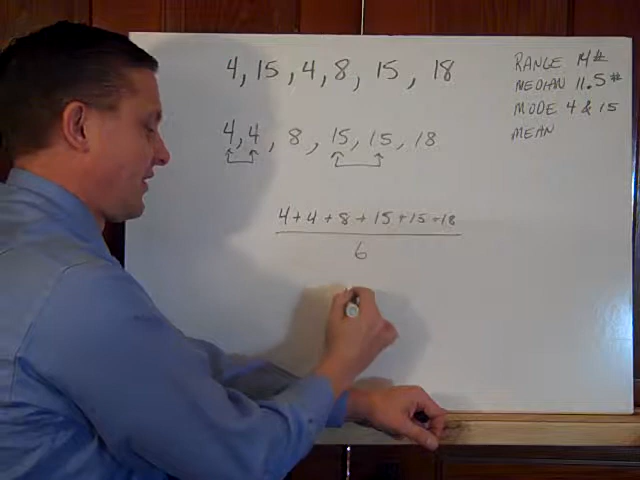 4, 15, 4, 8, 15, 18
RANGE 14#
MEDIAN 11.5#
MODE 4 & 15
MEAN
4, 4, 8, 15, 15, 18
4+4+8+15+15+18
6